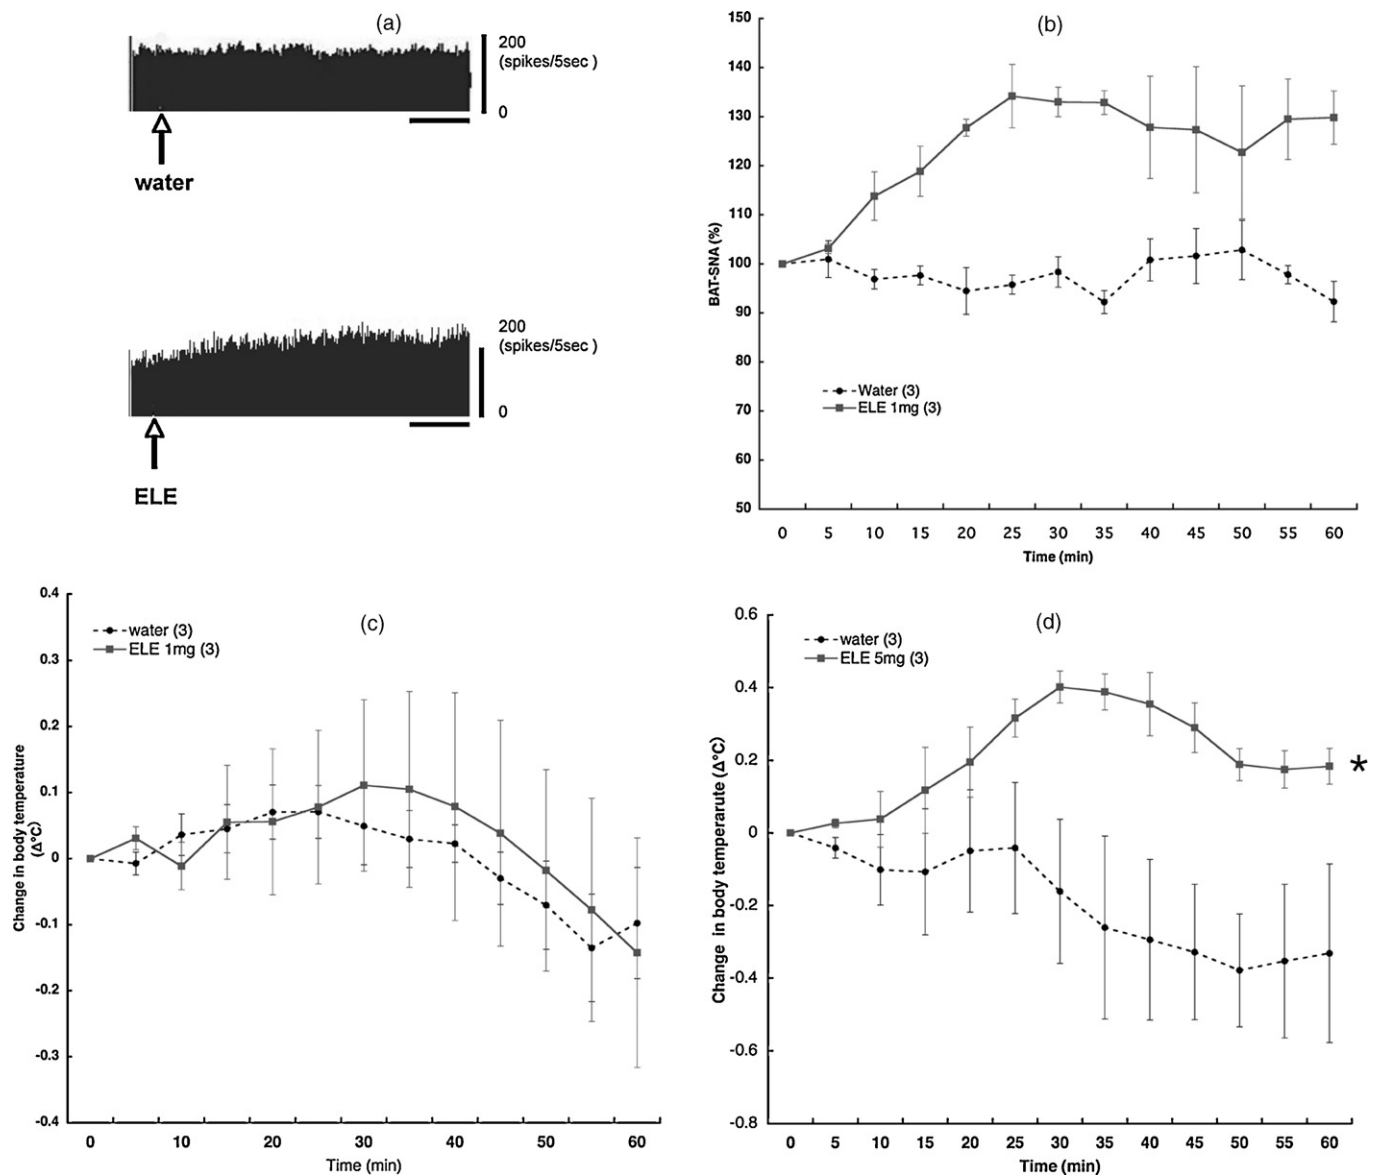 (a)
200
(spikes/5sec )
0
water
200
(spikes/5sec )
0
ELE
(b)
150
140
130
120
110
100
90
80
70
60
50
BAT-SNA (%)
Water (3)
ELE 1mg (3)
0 5 10 15 20 25 30 35 40 45 50 55 60
Time (min)
(c)
0.4
0.3
0.2
0.1
0
-0.1
-0.2
-0.3
-0.4
Change in body temperature
(Δ°C)
water (3)
ELE 1mg (3)
0 10 20 30 40 50 60
Time (min)
(d)
0.6
0.4
0.2
0
-0.2
-0.4
-0.6
-0.8
Change in body temperarute (Δ°C)
water (3)
ELE 5mg (3)
*
0 5 10 15 20 25 30 35 40 45 50 55 60
Time (min)